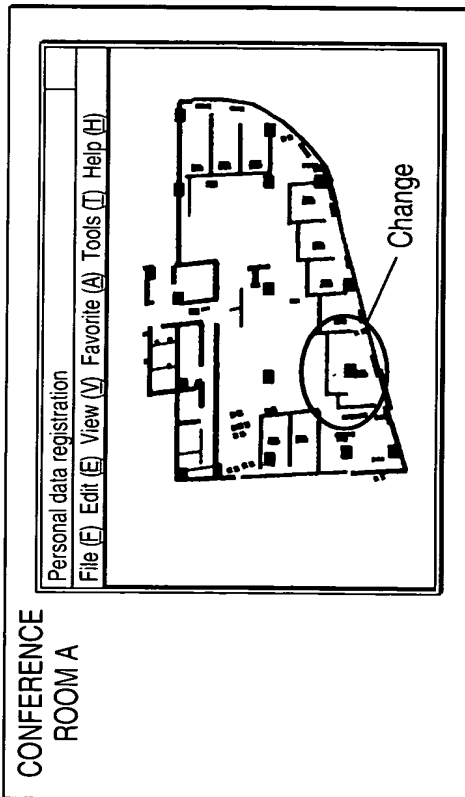 CONFERENCE
ROOM A
Personal data registration
File (F) Edit (E) View (V) Favorite (A) Tools (T) Help (H)
Change